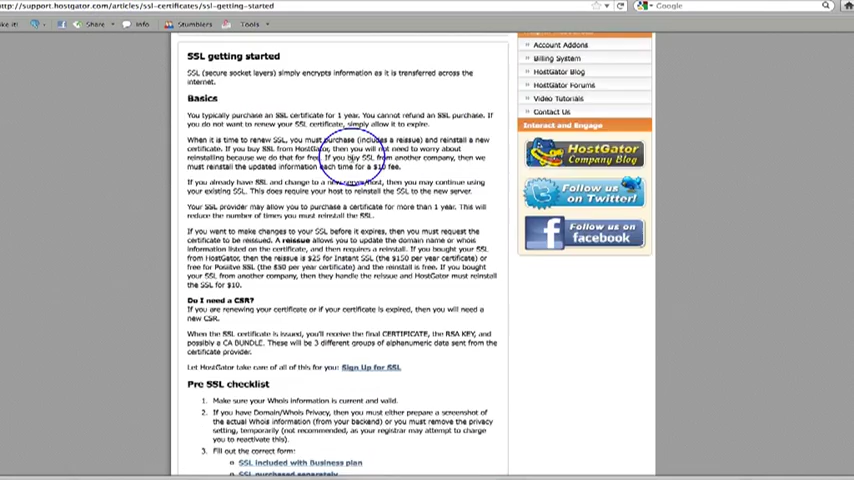 http://support.hostgator.com/articles/ssl-certificates/ssl-getting-started
Google
Share
Info
Stumblers
Tools
SSL getting started
SSL (secure socket levers) simply encrypts information as it is transferred across the
internet.
Basics
You typically purchase an SSL certificate for 1 year. You cannot refund an SSL purchase. If
you do not want to renew your SSL certificate, simply allow it to expire.
When it is time to renew SSL, you must purchase (includes a reissue) and reinstall a new
certificate. If you buy SSL from HostGator, then you will not need to worry about
reinstalling because we do that for free. If you buy SSL from another company, then we
must reinstall the updated information each time for a $10 fee.
If you already have SSL and change to a new server/host, then you may continue using
your existing SSL. This does require your host to reinstall the SSL to the new server.
Your SSL provider may allow you to purchase a certificate for more than 1 year. This will
reduce the number of times you must reinstall the SSL.
If you want to make changes to your SSL before it expires, then you must request the
certificate to be reissued. A reissue allows you to update the domain name or whois
information listed on the certificate, and then requires a reinstall. If you bought your SSL
from HostGator, then the reissue is $25 for Instant SSL (the $150 per year certificate) or
free for Positve SSL (the $50 per year certificate) and the reinstall is free. If you bought
your SSL from another company, then they handle the reissue and HostGator must reinstall
the SSL for $10.
Do I need a CSR?
If you are renewing your certificate or if your certificate is expired, then you will need a
new CSR.
When the SSL certificate is issued, you'll receive the final CERTIFICATE, the RSA KEY, and
possibly a CA BUNDLE. These will be 3 different groups of alphanumeric data sent from the
certificate provider.
Let HostGator take care of all of this for you! Sign Up for SSL
Pre SSL checklist
1. Make sure your Whois information is current and valid.
2. If you have Domain/Whois Privacy, then you must either prepare a screenshot of
the actual Whois information (from your backend) or you must remove the privacy
setting, temporarily (not recommended, as your registrar may attempt to charge
you to reactivate this).
3. Fill out the correct form:
SSL included with Business plan
SSL purchased separately
Account Addons
Billing System
HostGator Blog
HostGator Forums
Video Tutorials
Contact Us
Interact and Engage
HostGator
Company Blog
Follow us
on Twitter!
Follow us on
facebook